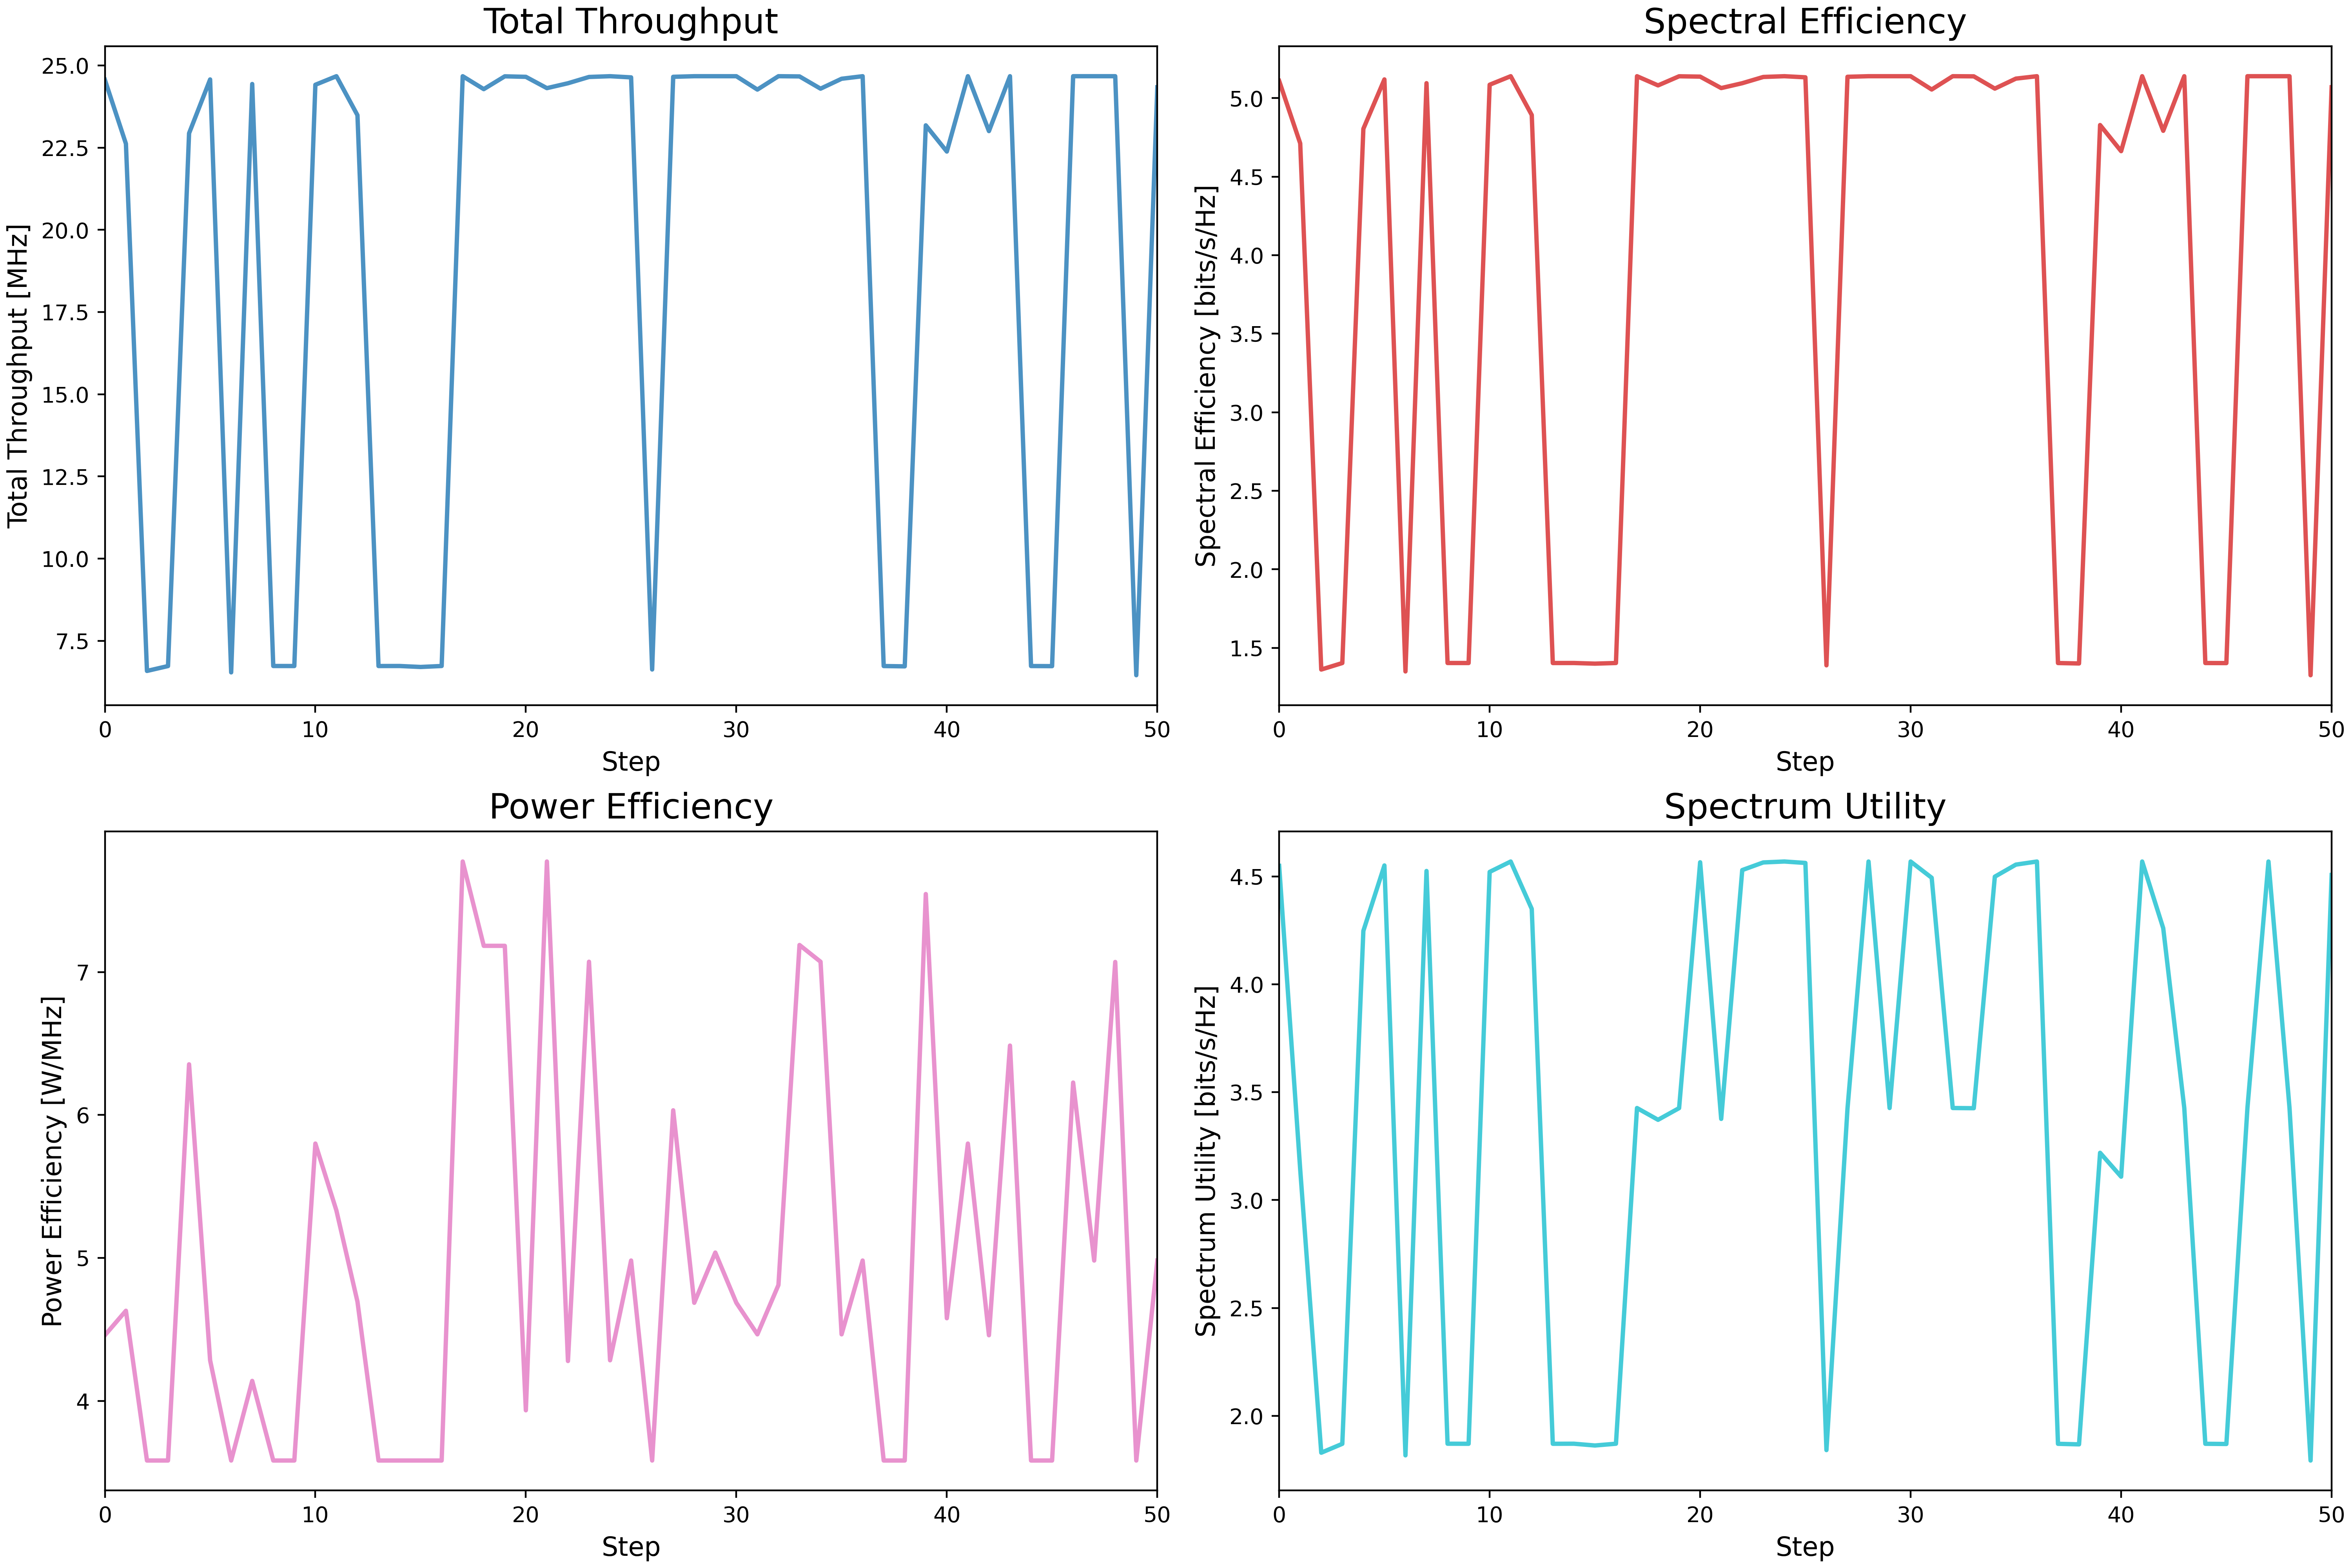 Total Throughput
Total Throughput [MHz]
25.0
22.5
20.0
17.5
15.0
12.5
10.0
7.5
0 10 20 30 40 50
Step
Spectral Efficiency
Spectral Efficiency [bits/s/Hz]
5.0
4.5
4.0
3.5
3.0
2.5
2.0
1.5
0 10 20 30 40 50
Step
Power Efficiency
Power Efficiency [W/MHz]
7
6
5
4
0 10 20 30 40 50
Step
Spectrum Utility
Spectrum Utility [bits/s/Hz]
4.5
4.0
3.5
3.0
2.5
2.0
0 10 20 30 40 50
Step